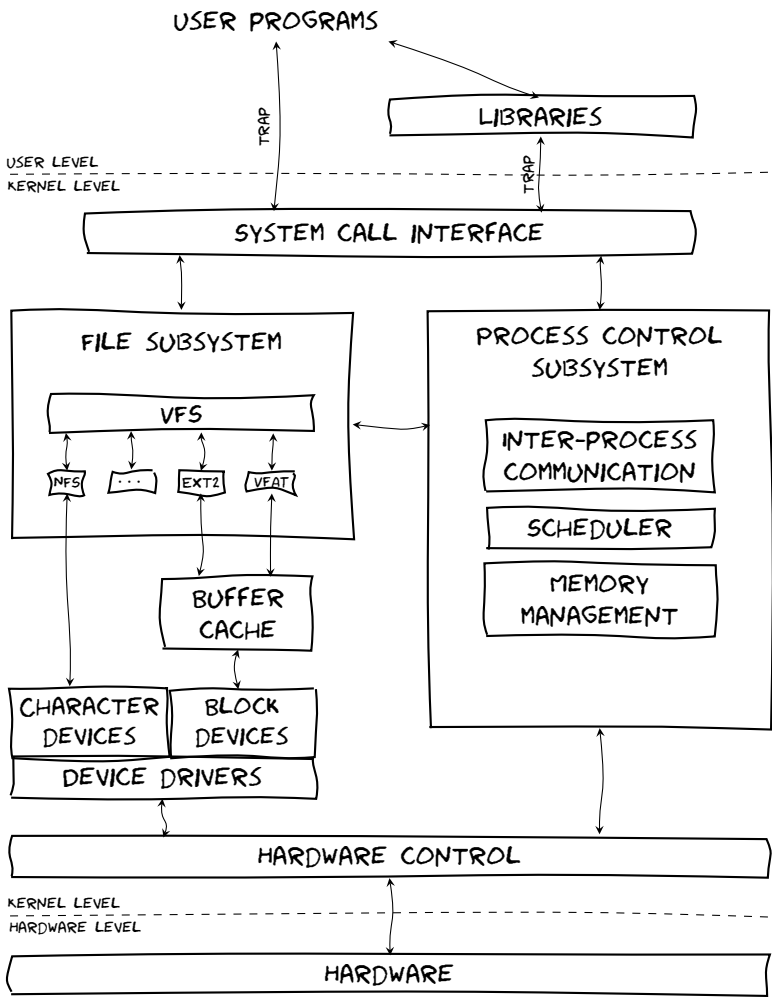 USER PROGRAMS
LIBRARIES
TRAP
TRAP
USER LEVEL
KERNEL LEVEL
SYSTEM CALL INTERFACE
FILE SUBSYSTEM
VFS
NFS
...
EXT2
VFAT
PROCESS CONTROL
SUBSYSTEM
INTER-PROCESS
COMMUNICATION
SCHEDULER
MEMORY
MANAGEMENT
BUFFER
CACHE
CHARACTER
DEVICES
BLOCK
DEVICES
DEVICE DRIVERS
HARDWARE CONTROL
KERNEL LEVEL
HARDWARE LEVEL
HARDWARE